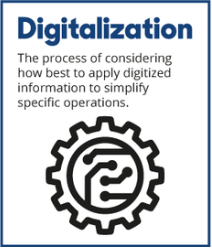 Digitalization
The process of considering
how best to apply digitized
information to simplify
specific operations.